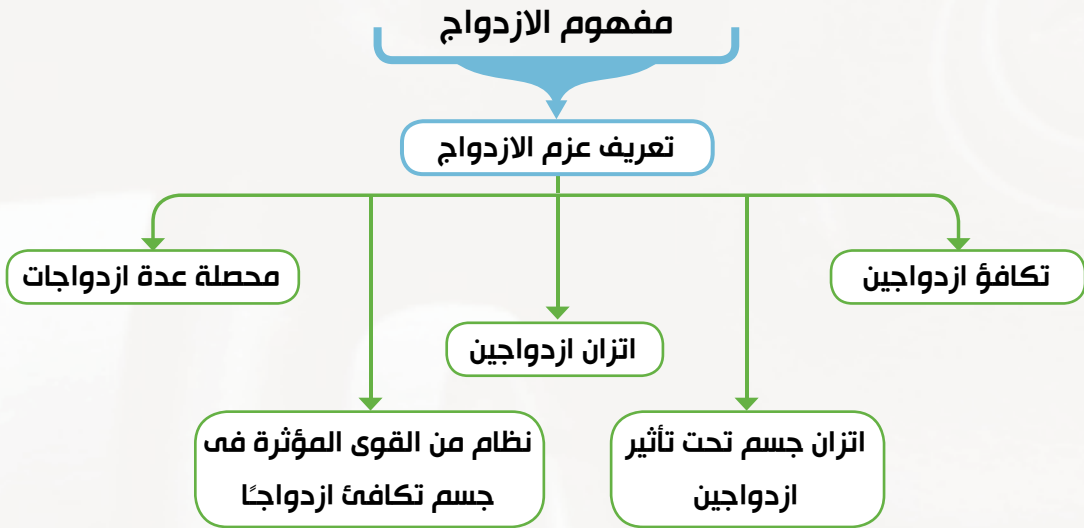 مفهوم الازدواج
تعريف عزم الازدواج
تكافؤ ازدواجين
محصلة عدة ازدواجات
اتزان ازدواجين
اتزان جسم تحت تأثير
ازدواجين
نظام من القوى المؤثرة فى
جسم تكافئ ازدواجـًا